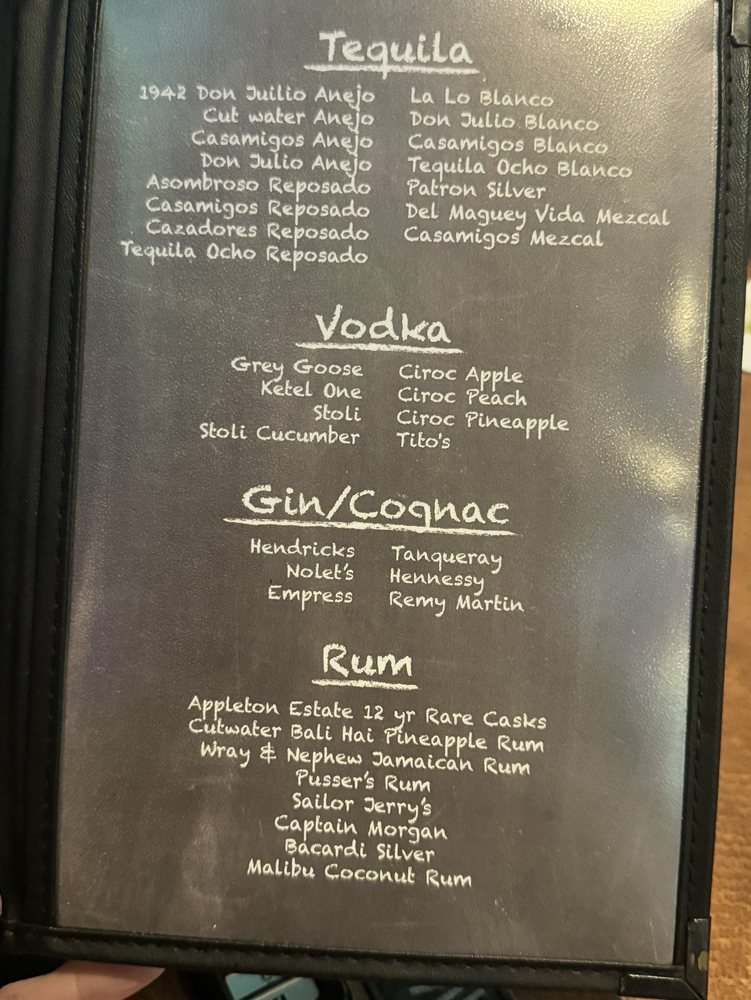 Tequila
1942 Don Juilio Anejo
Cut water Anejo
Casamigos Anejo
Don Julio Anejo
Asombroso Reposado
Casamigos Reposado
Cazadores Reposado
Tequila Ocho Reposado
La Lo Blanco
Don Julio Blanco
Casamigos Blanco
Tequila Ocho Blanco
Patron Silver
Del Maguey Vida Mezcal
Casamigos Mezcal
Vodka
Grey Goose
Ketel One
Stoli
Stoli Cucumber
Ciroc Apple
Ciroc Peach
Ciroc Pineapple
Tito's
Gin/Cognac
Hendricks
Nolet's
Empress
Tanqueray
Hennessy
Remy Martin
Rum
Appleton Estate 12 yr Rare Casks
Cutwater Bali Hai Pineapple Rum
Wray & Nephew Jamaican Rum
Pusser's Rum
Sailor Jerry's
Captain Morgan
Bacardi Silver
Malibu Coconut Rum